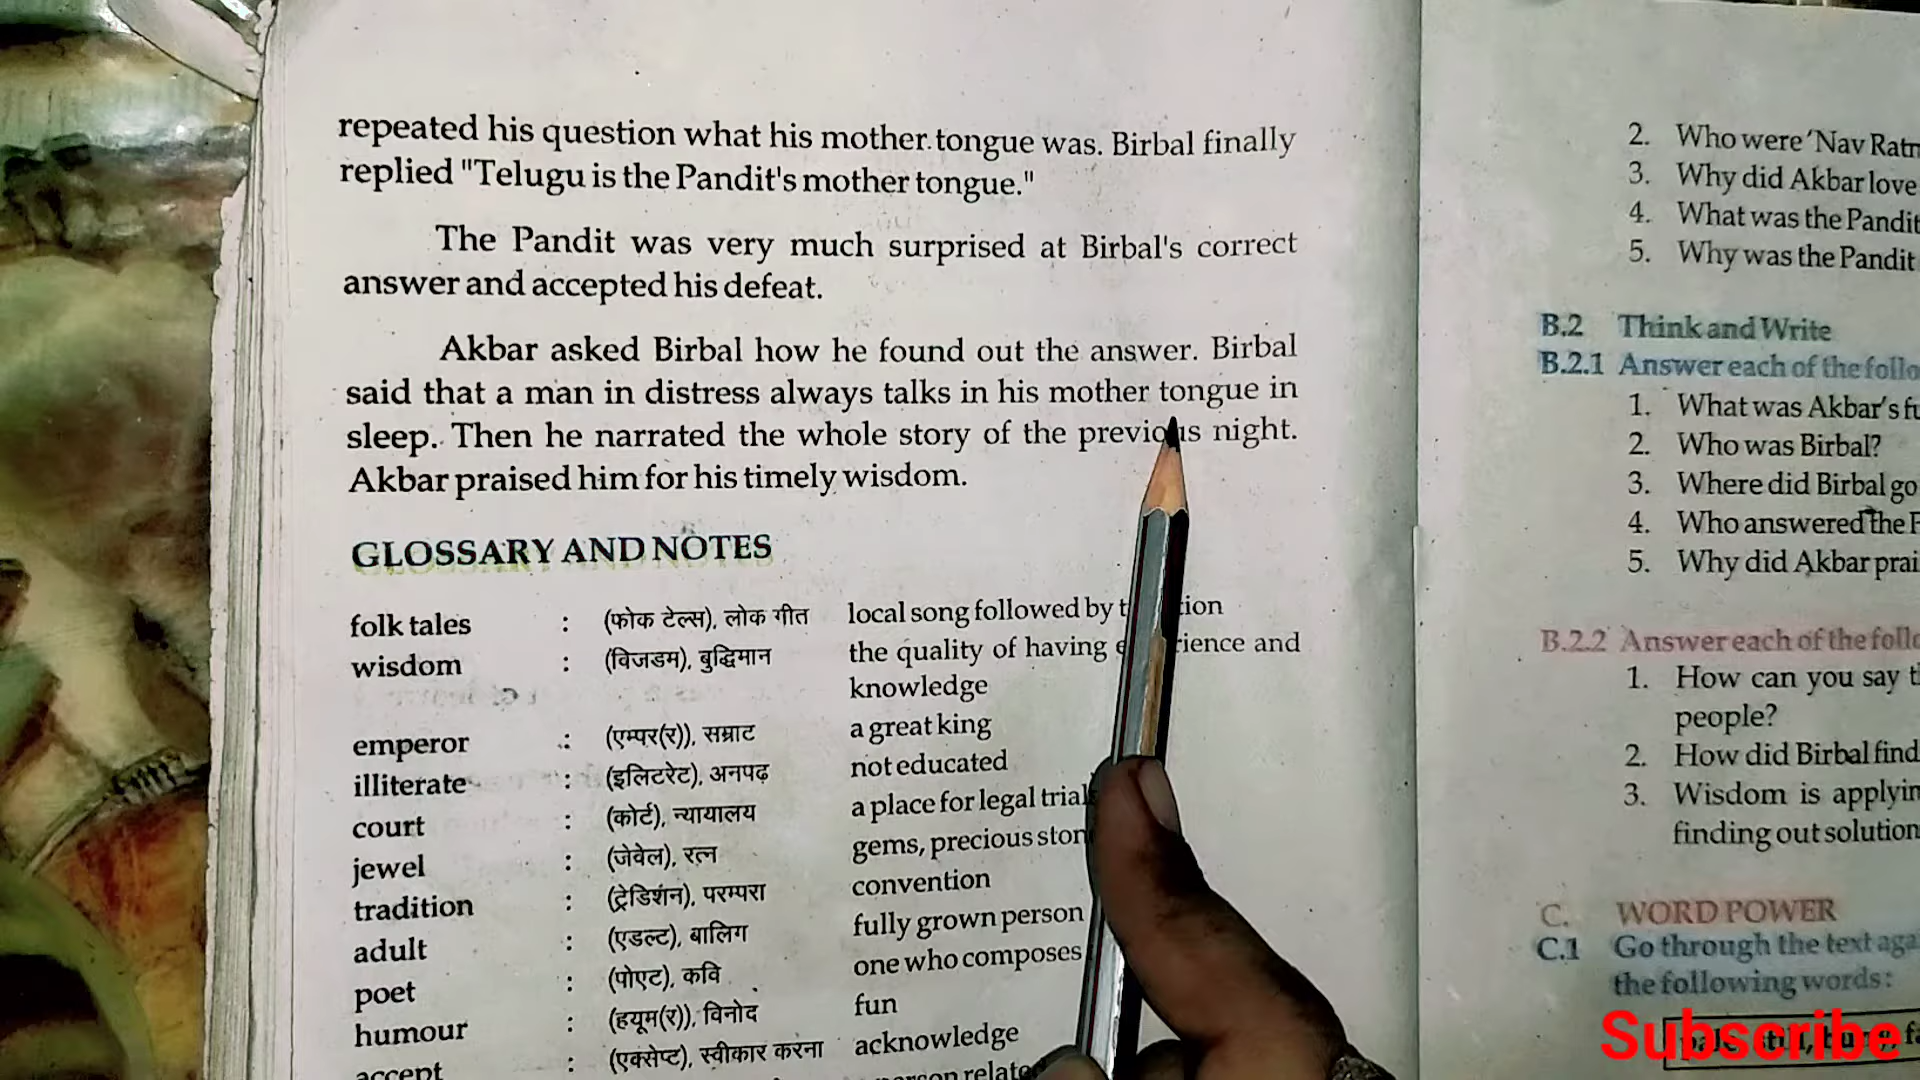 repeated his question what his mother tongue was. Birbal finally
replied "Telugu is the Pandit's mother tongue."
The Pandit was very much surprised at Birbal's correct
answer and accepted his defeat.
Akbar asked Birbal how he found out the answer. Birbal
said that a man in distress always talks in his mother tongue in
sleep. Then he narrated the whole story of the previous night.
Akbar praised him for his timely wisdom.
GLOSSARY AND NOTES
folk tales : (फोक टेल्स), लोक गीत local song followed by
wisdom : (विजडम), बुद्धिमान the quality of having and
knowledge
emperor : (एम्पर(र)), सम्राट a great king
illiterate : (इलिटरेट), अनपढ़ not educated
court : (कोर्ट), न्यायालय a place for legal trial
jewel : (जेवेल), रत्न gems, precious
tradition : (ट्रेडिशन), परम्परा convention
adult : (एडल्ट), बालिग fully grown person
poet : (पोएट), कवि one who composes
humour : (हयूम(र)), विनोद fun
accept : (एक्सेप्ट), स्वीकार करना acknowledge
2. Who were 'Nav
3. Why did Akbar love
4. What was the Pandit
5. Why was the Pandit
B.2 Think and Write
B.2.1 Answer each of the
1. What was Akbar's
2. Who was Birbal?
3. Where did Birbal go
4. Who answered the
5. Why did Akbar
B.2.2 Answer each of the
1. How can you say
people?
2. How did Birbal find
3. Wisdom is
finding out solution
C. WORD POWER
C.1 Go through the text
the following words:
Subscribe